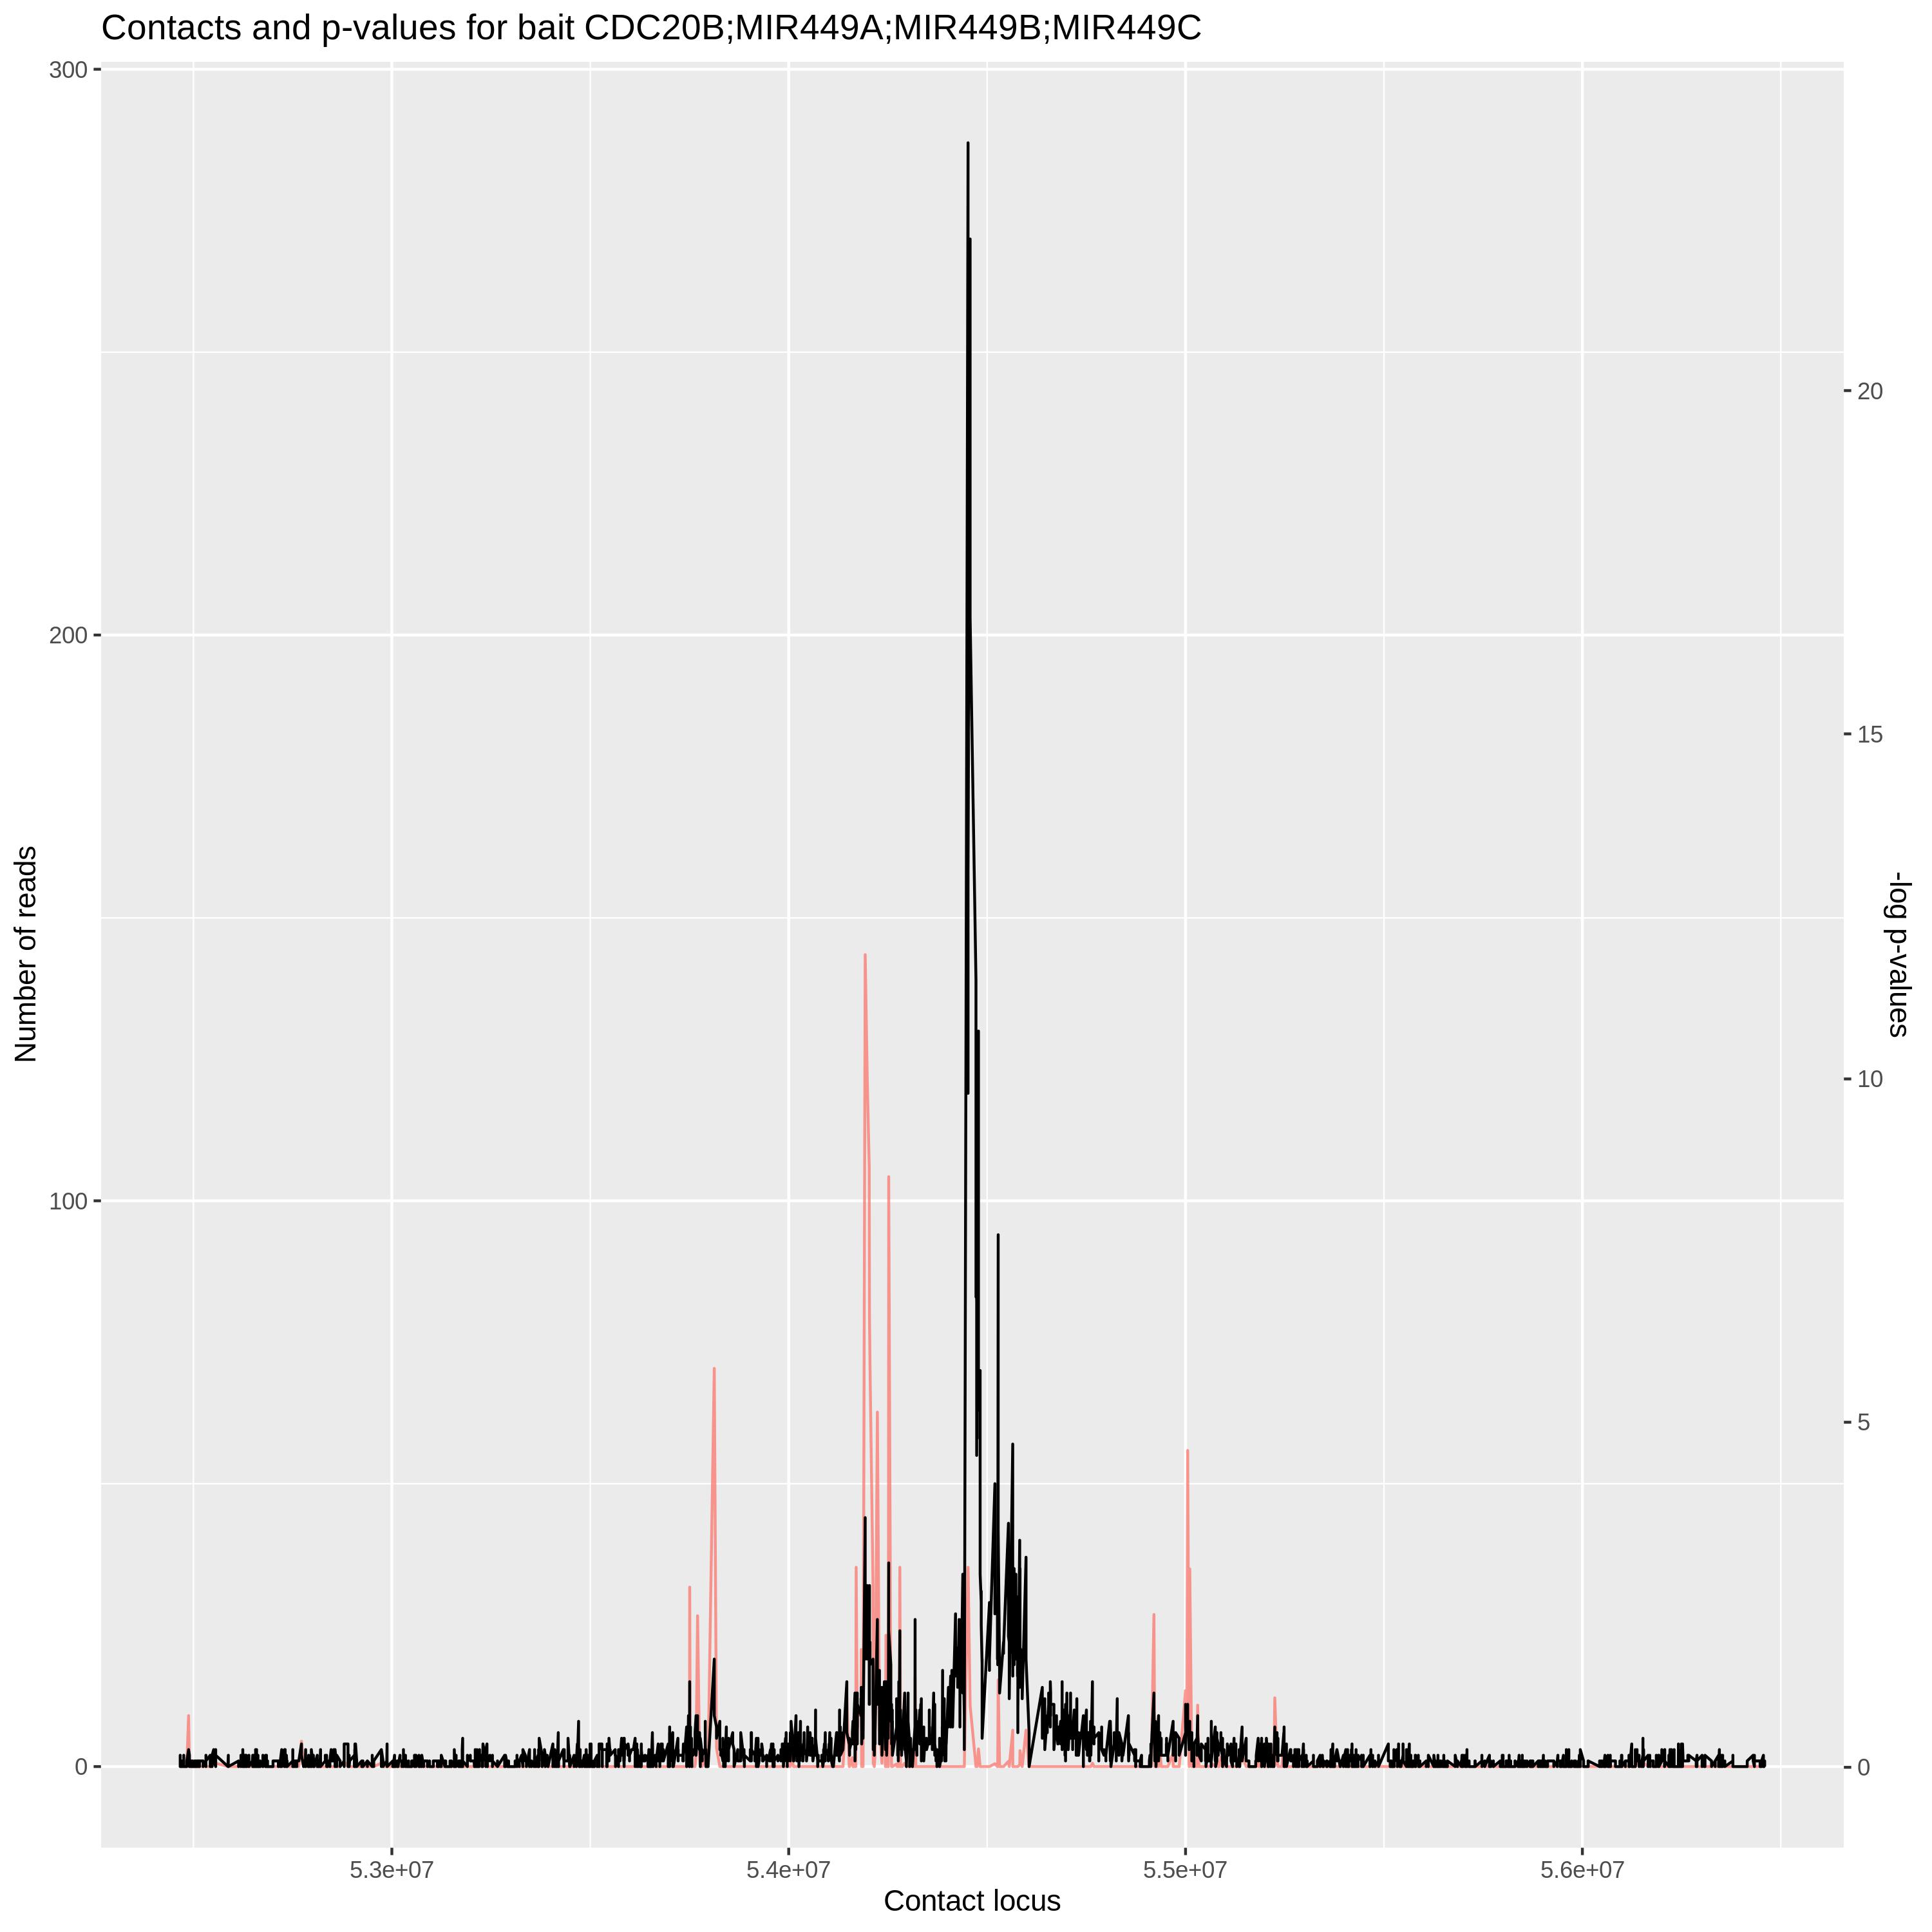 Contacts and p-values for bait CDC20B;MIR449A;MIR449B;MIR449C
300
200
100
0
Number of reads
20
15
10
5
0
-log p-values
5.3e+07
5.4e+07
5.5e+07
5.6e+07
Contact locus